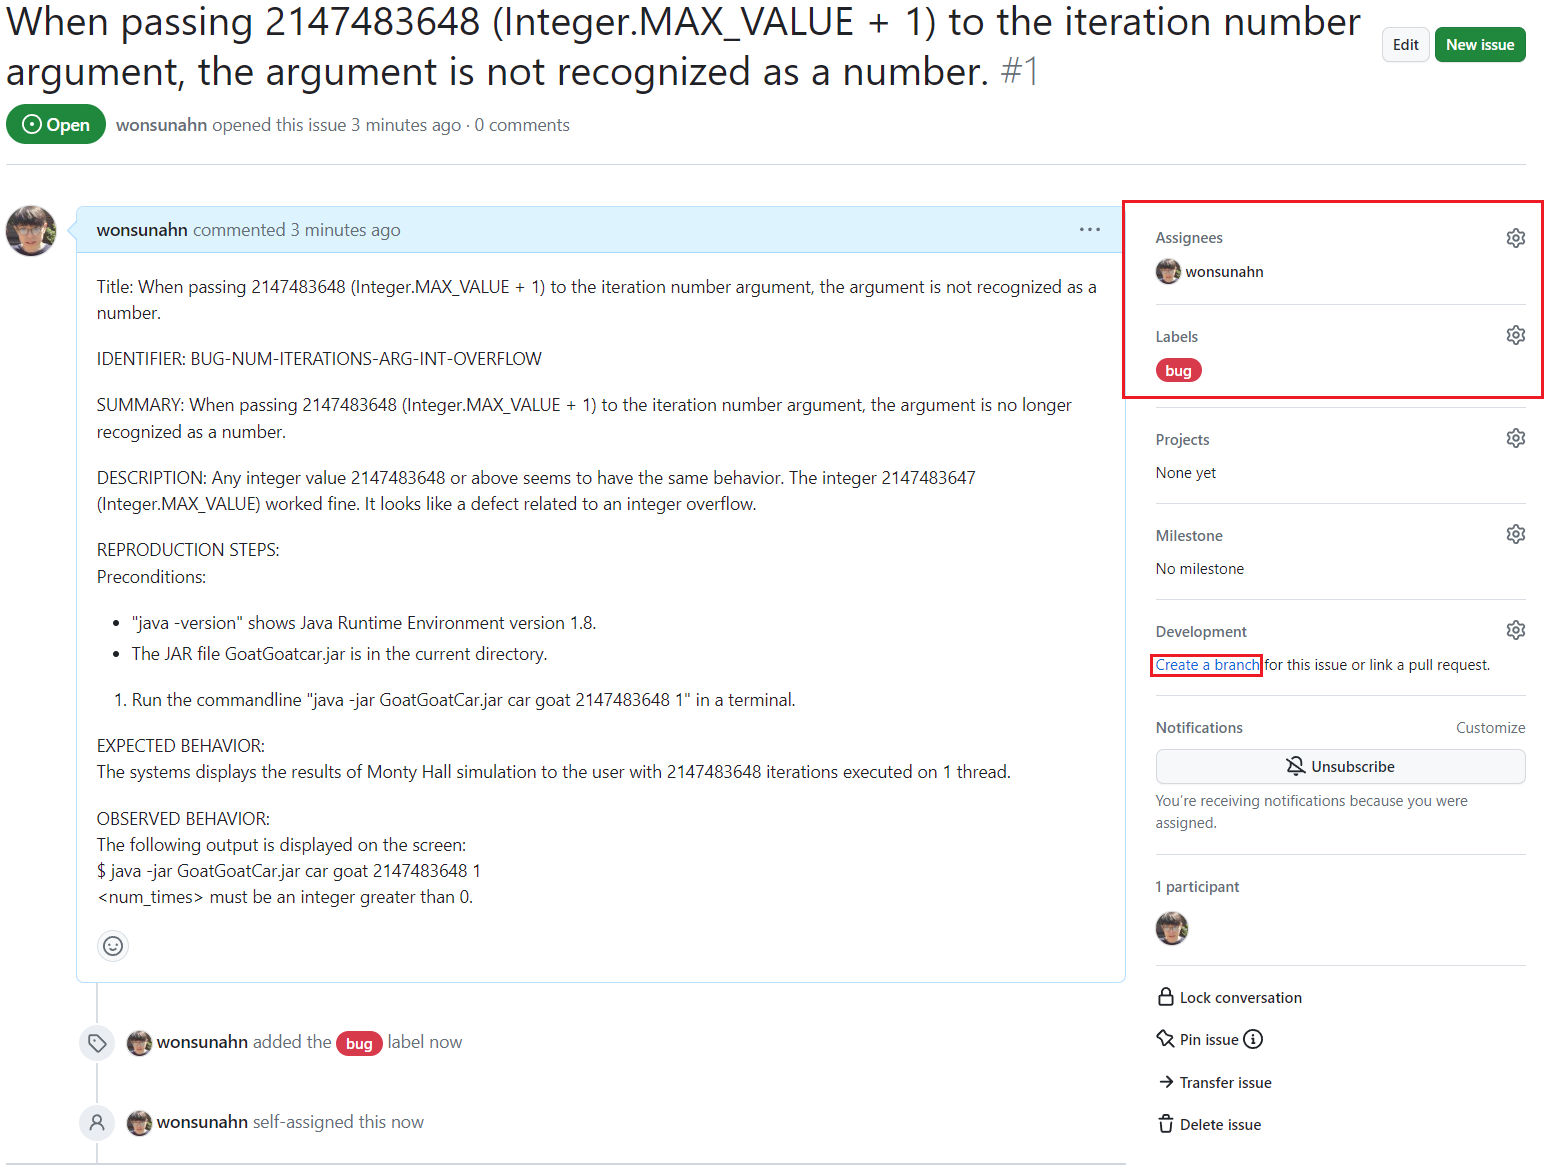 When passing 2147483648 (Integer.MAX_VALUE + 1) to the iteration number
argument, the argument is not recognized as a number. #1
Edit
New issue
Open
wonsunahn opened this issue 3 minutes ago · 0 comments
wonsunahn commented 3 minutes ago
Title: When passing 2147483648 (Integer.MAX_VALUE + 1) to the iteration number argument, the argument is not recognized as a
number.
IDENTIFIER: BUG-NUM-ITERATIONS-ARG-INT-OVERFLOW
SUMMARY: When passing 2147483648 (Integer.MAX_VALUE + 1) to the iteration number argument, the argument is no longer
recognized as a number.
DESCRIPTION: Any integer value 2147483648 or above seems to have the same behavior. The integer 2147483647
(Integer.MAX_VALUE) worked fine. It looks like a defect related to an integer overflow.
REPRODUCTION STEPS:
Preconditions:
• "java -version" shows Java Runtime Environment version 1.8.
• The JAR file GoatGoatcar.jar is in the current directory.
1. Run the commandline "java -jar GoatGoatCar.jar car goat 2147483648 1" in a terminal.
EXPECTED BEHAVIOR:
The systems displays the results of Monty Hall simulation to the user with 2147483648 iterations executed on 1 thread.
OBSERVED BEHAVIOR:
The following output is displayed on the screen:
$ java -jar GoatGoatCar.jar car goat 2147483648 1
<num_times> must be an integer greater than 0.
wonsunahn added the bug label now
wonsunahn self-assigned this now
Assignees
wonsunahn
Labels
bug
Projects
None yet
Milestone
No milestone
Development
Create a branch for this issue or link a pull request.
Notifications
Customize
Unsubscribe
You're receiving notifications because you were
assigned.
1 participant
Lock conversation
Pin issue
Transfer issue
Delete issue